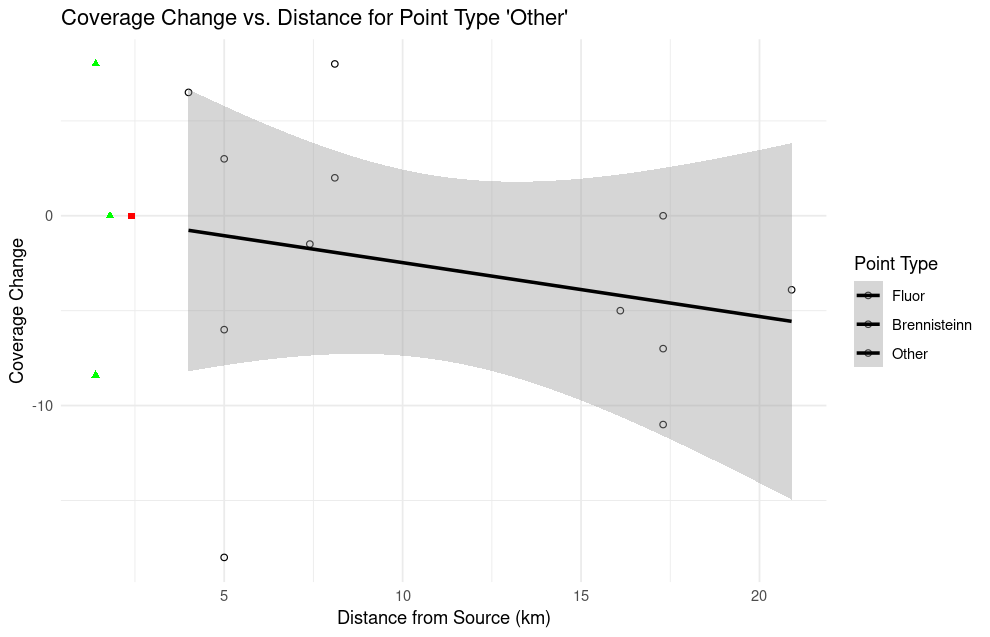 Coverage Change vs. Distance for Point Type 'Other'
Coverage Change
0
-10
5
10
15
20
Distance from Source (km)
Point Type
Fluor
Brennisteinn
Other